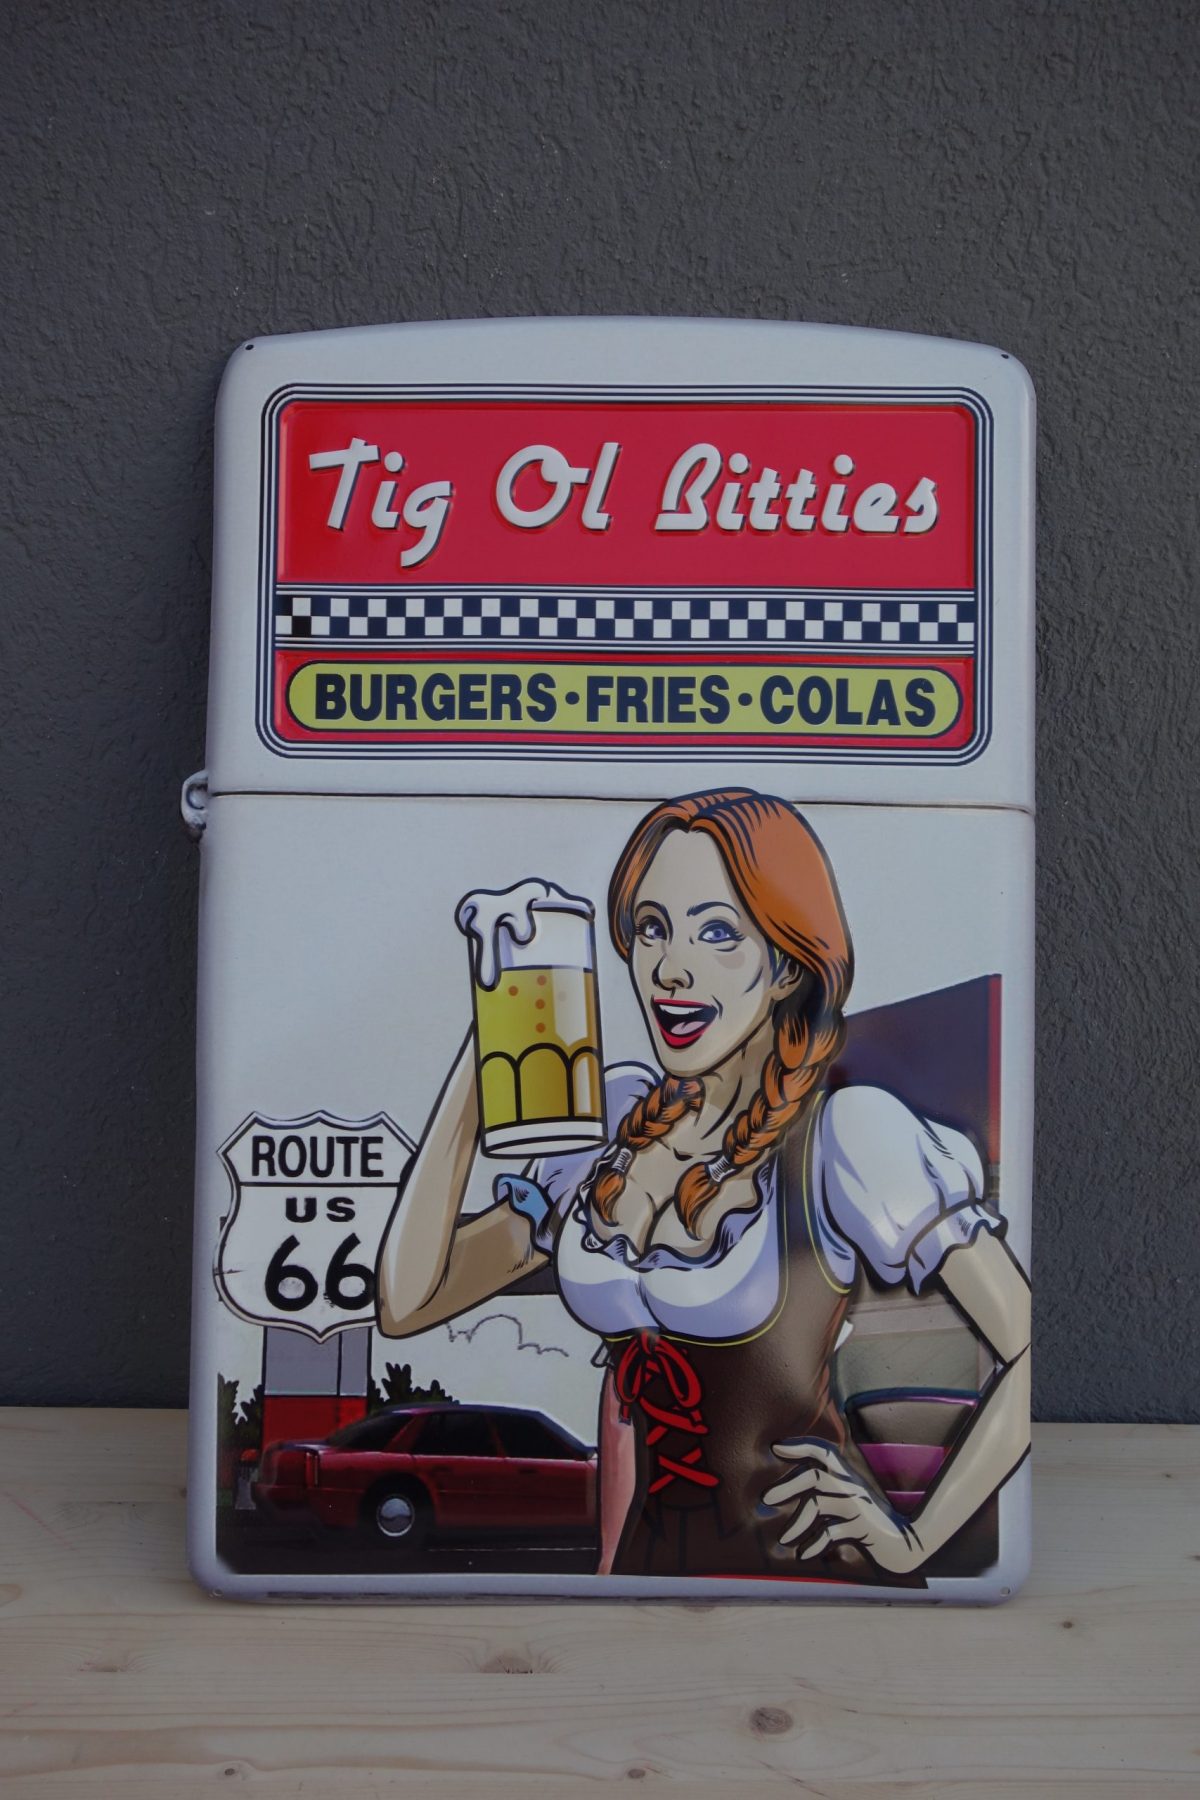 Tig Ol Bitties
BURGERS·FRIES·COLAS
ROUTE
US
66